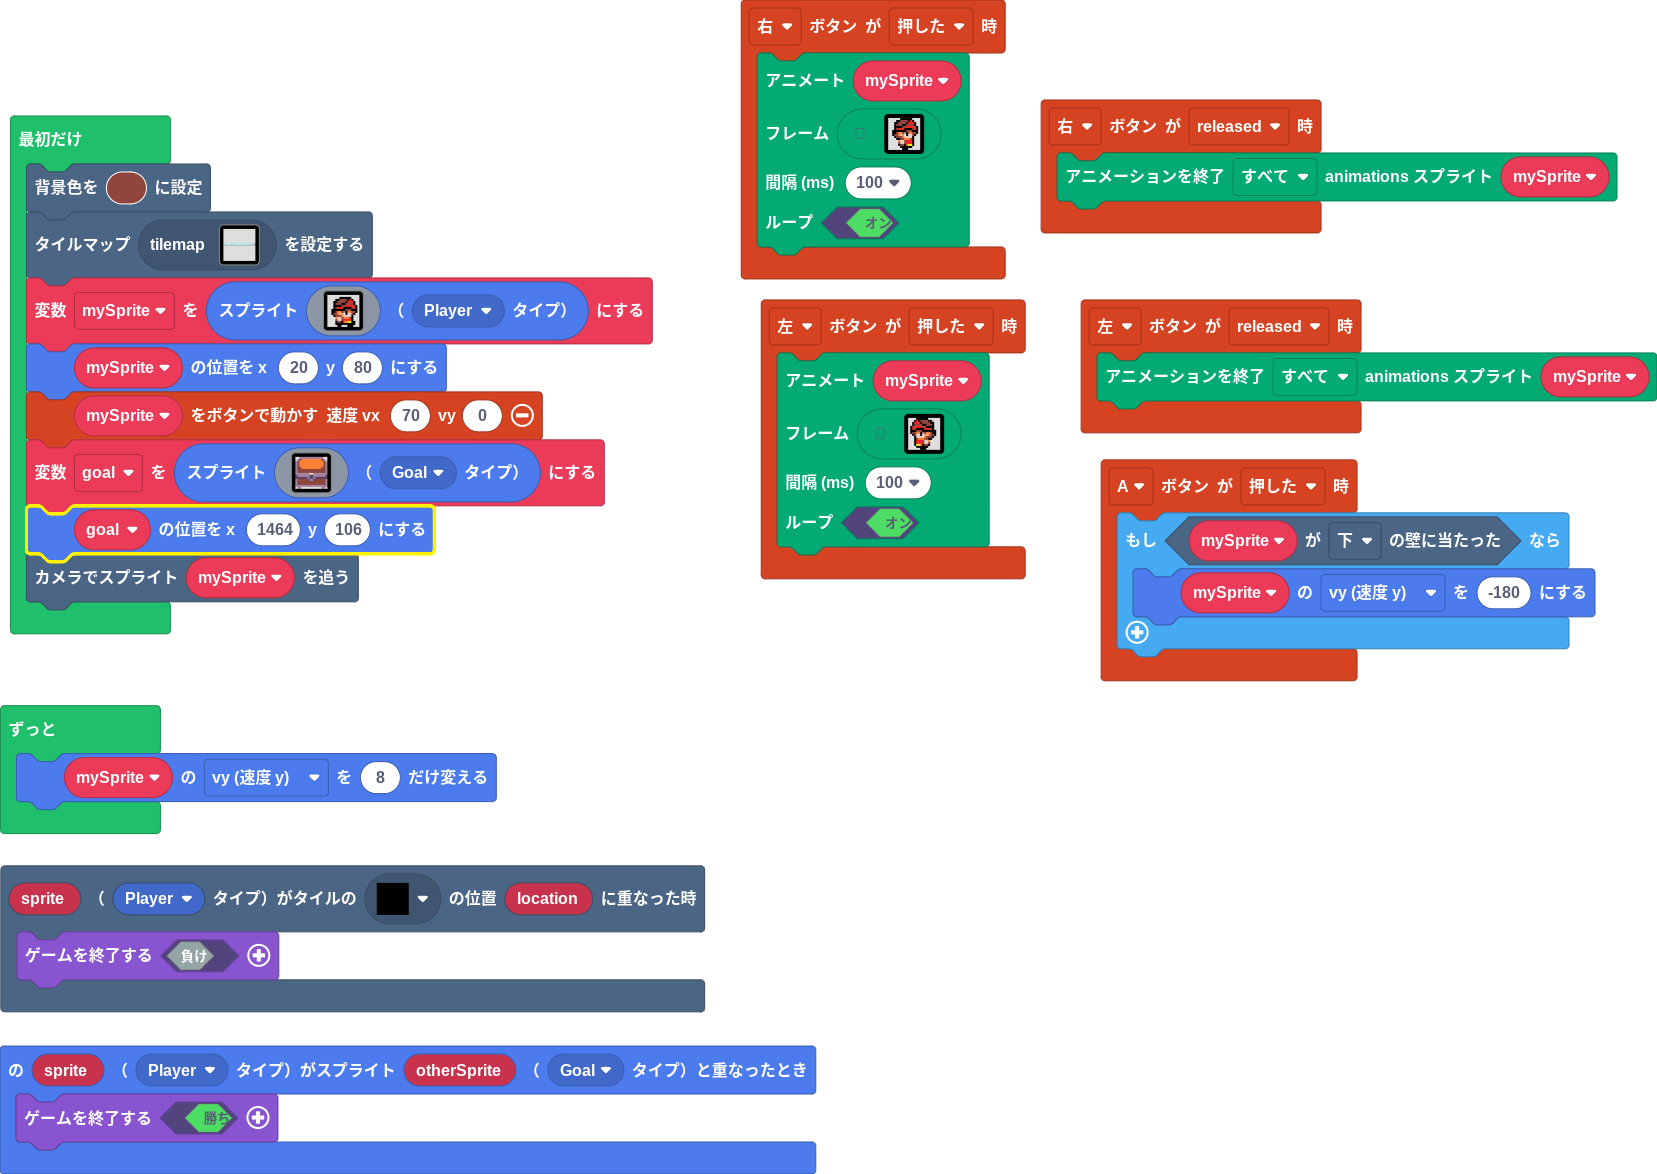 最初だけ
背景色を に設定
タイルマップ tilemap を設定する
変数 mySprite を スプライト ( Player タイプ) にする
mySprite の位置を x 20 y 80 にする
mySprite をボタンで動かす 速度 vx 70 vy 0
変数 goal を スプライト ( Goal タイプ) にする
goal の位置を x 1464 y 106 にする
カメラでスプライト mySprite を追う
右 ボタン が 押した 時
アニメート mySprite
フレーム
間隔 (ms) 100
ループ オン
右 ボタン が released 時
アニメーションを終了 すべて animations スプライト mySprite
左 ボタン が 押した 時
アニメート mySprite
フレーム
間隔 (ms) 100
ループ オン
左 ボタン が released 時
アニメーションを終了 すべて animations スプライト mySprite
A ボタン が 押した 時
もし mySprite が 下 の壁に当たった なら
mySprite の vy (速度 y) を -180 にする
ずっと
mySprite の vy (速度 y) を 8 だけ変える
sprite ( Player タイプ) がタイルの の位置 location に重なった時
ゲームを終了する 負け
の sprite ( Player タイプ) がスプライト otherSprite ( Goal タイプ) と重なったとき
ゲームを終了する 勝ち